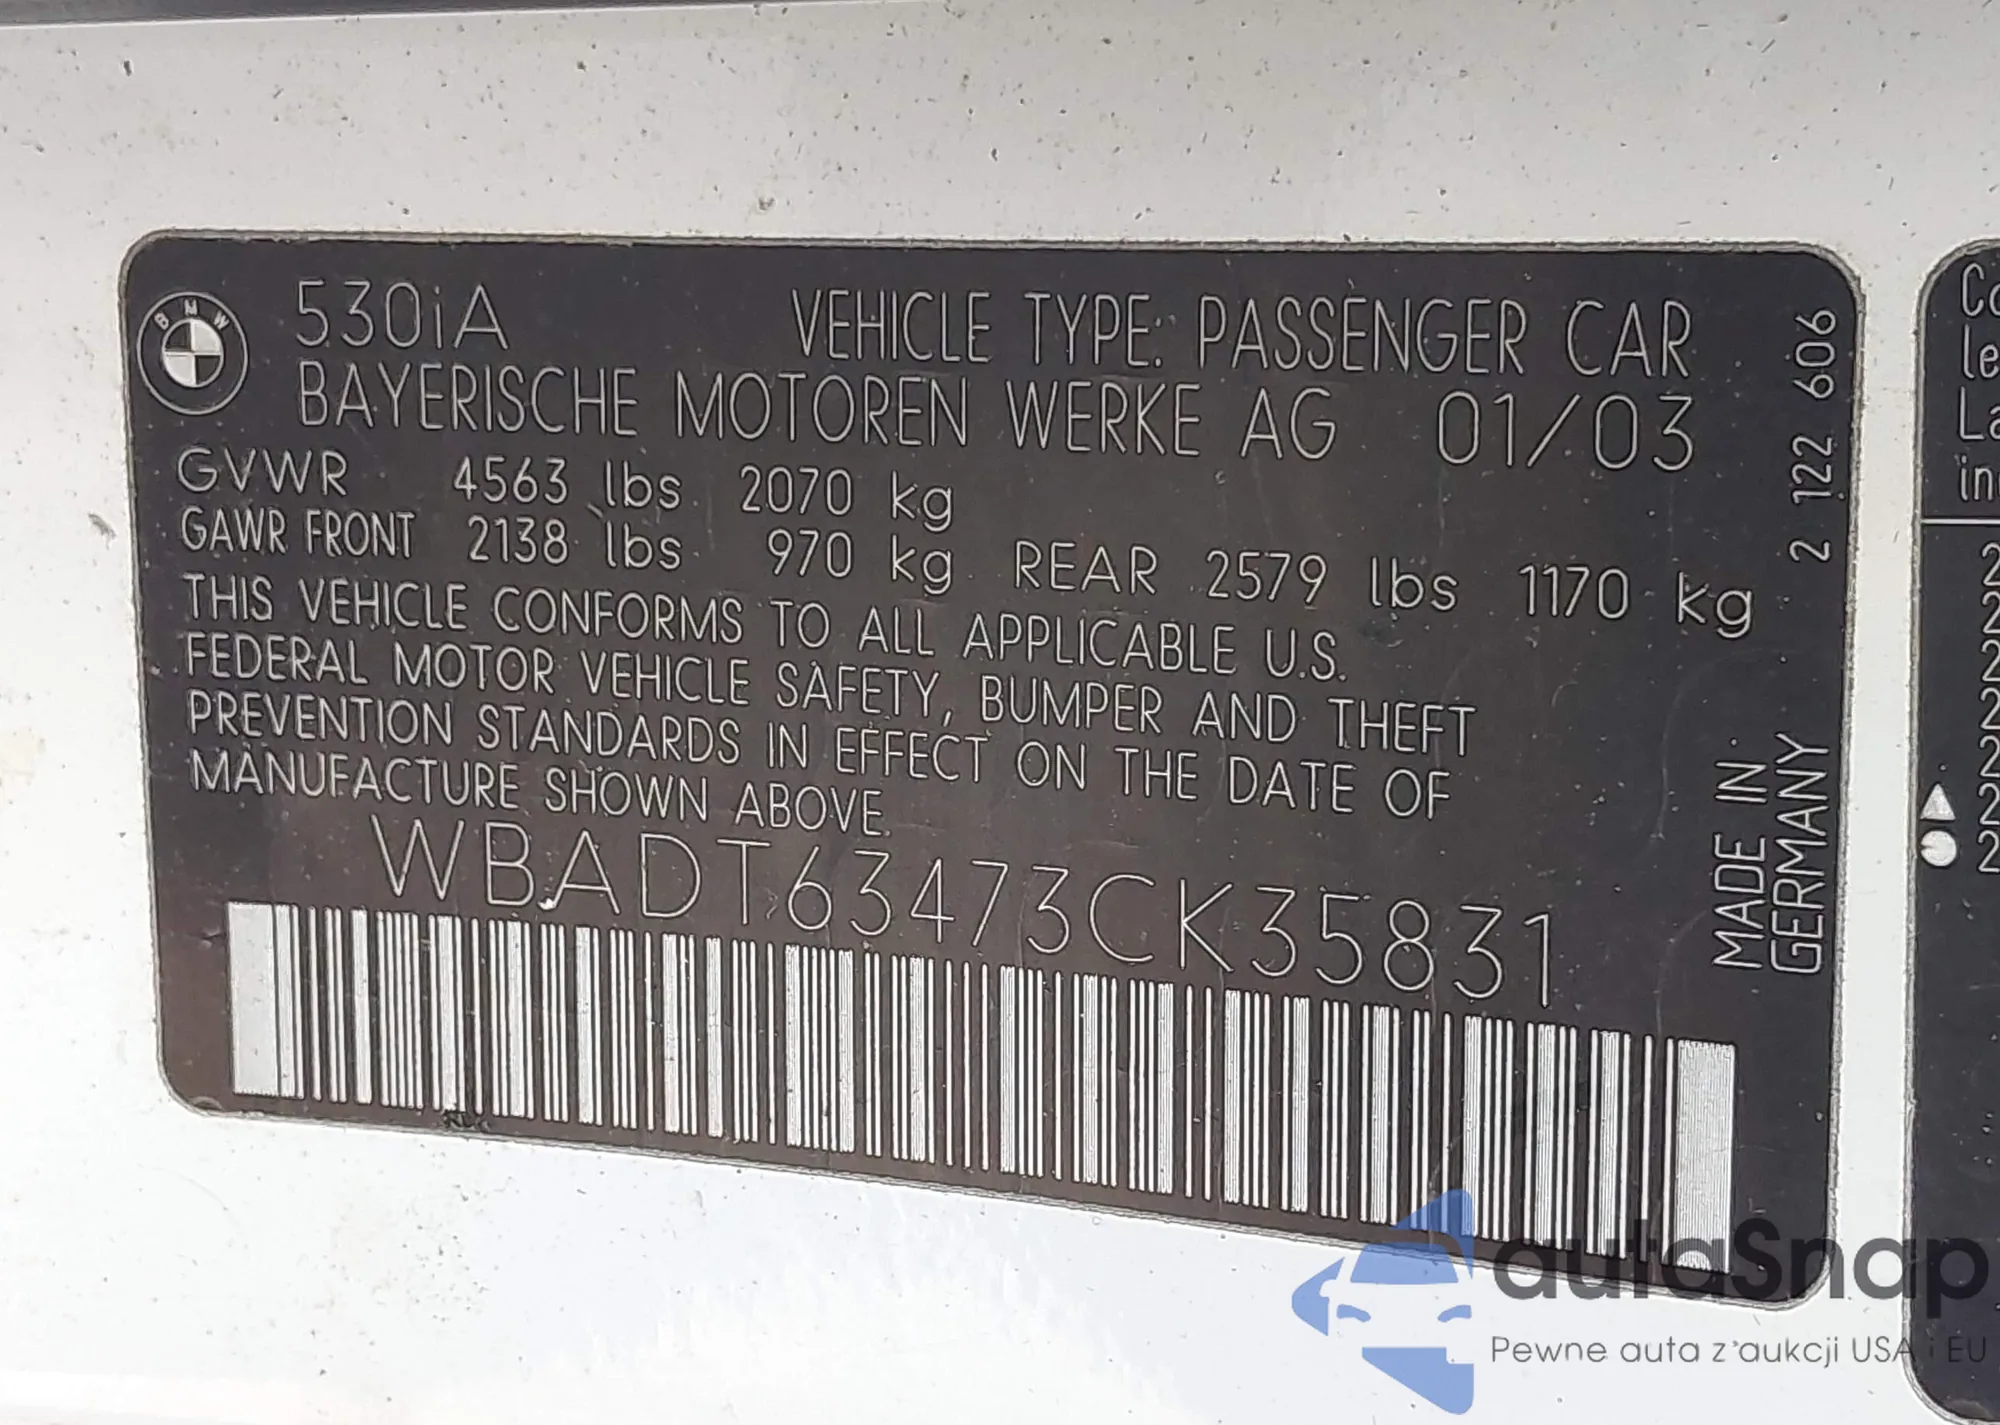 BMW
530iA VEHICLE TYPE: PASSENGER CAR
BAYERISCHE MOTOREN WERKE AG 01/03
GVWR 4563 lbs 2070 kg
GAWR FRONT 2138 lbs 970 kg REAR 2579 lbs 1170 kg
THIS VEHICLE CONFORMS TO ALL APPLICABLE U.S.
FEDERAL MOTOR VEHICLE SAFETY, BUMPER AND THEFT
PREVENTION STANDARDS IN EFFECT ON THE DATE OF
MANUFACTURE SHOWN ABOVE.
WBADT63473CK35831
2 122 606
MADE IN
GERMANY
autaSnap
Pewne auta z aukcji USA i EU